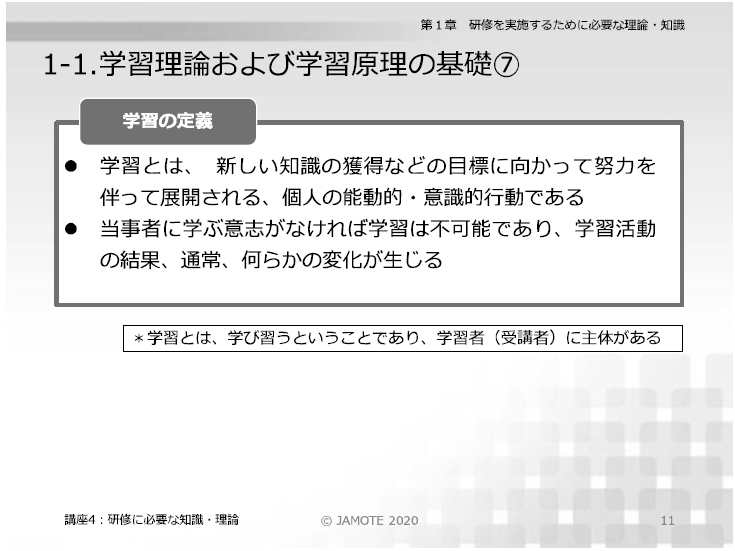 第１章　研修を実施するために必要な理論・知識
1-1.学習理論および学習原理の基礎⑦
学習の定義
● 学習とは、 新しい知識の獲得などの目標に向かって努力を
伴って展開される、個人の能動的・意識的行動である
● 当事者に学ぶ意志がなければ学習は不可能であり、学習活動
の結果、通常、何らかの変化が生じる
＊学習とは、学び習うということであり、学習者（受講者）に主体がある
講座4：研修に必要な知識・理論
© JAMOTE 2020
11